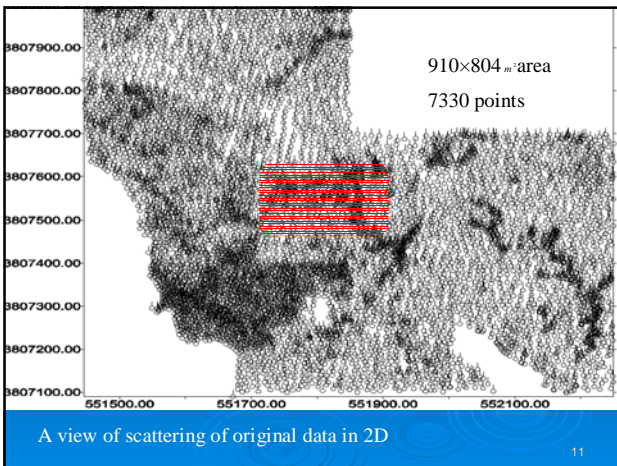 3807900.00
3807800.00
3807700.00
3807600.00
3807500.00
3807400.00
3807300.00
3807200.00
3807100.00
551500.00 551700.00 551900.00 552100.00
910×804 m² area
7330 points
A view of scattering of original data in 2D
11